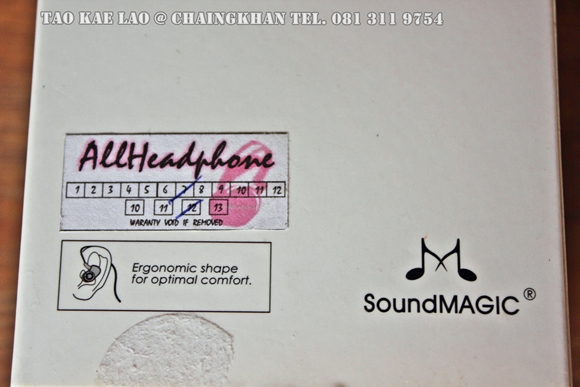 TAO KAE LAO @ CHAINGKHAN TEL. 081 311 9754
AllHeadphone
1 2 3 4 5 6 7 8 9 10 11 12
10 11 12 13
WARANTY VOID IF REMOVED
Ergonomic shape
for optimal comfort.
SoundMAGIC®